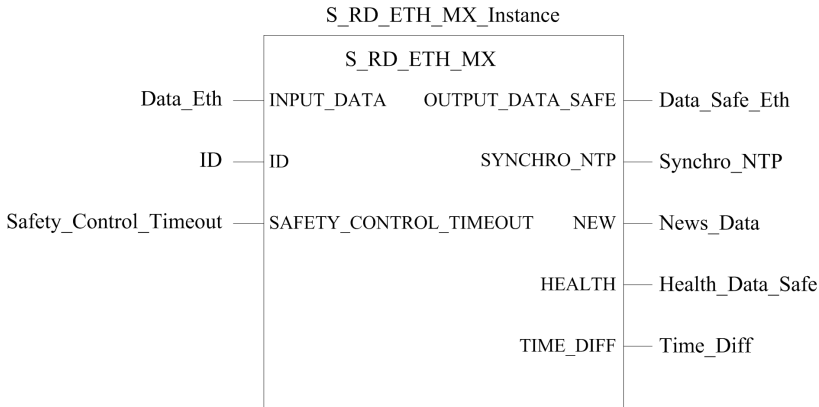 S_RD_ETH_MX_Instance
S_RD_ETH_MX
Data_Eth INPUT_DATA OUTPUT_DATA_SAFE Data_Safe_Eth
ID ID SYNCHRO_NTP Synchro_NTP
Safety_Control_Timeout SAFETY_CONTROL_TIMEOUT NEW News_Data
HEALTH Health_Data_Safe
TIME_DIFF Time_Diff